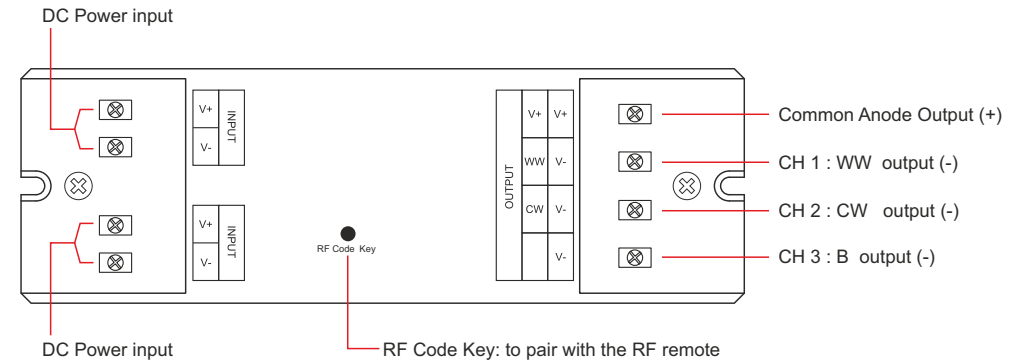 DC Power input
V+
V-
INPUT
V+
V-
INPUT
RF Code Key
OUTPUT
V+ V+
WW V-
CW V-
V-
Common Anode Output (+)
CH 1 : WW output (-)
CH 2 : CW output (-)
CH 3 : B output (-)
DC Power input
RF Code Key: to pair with the RF remote